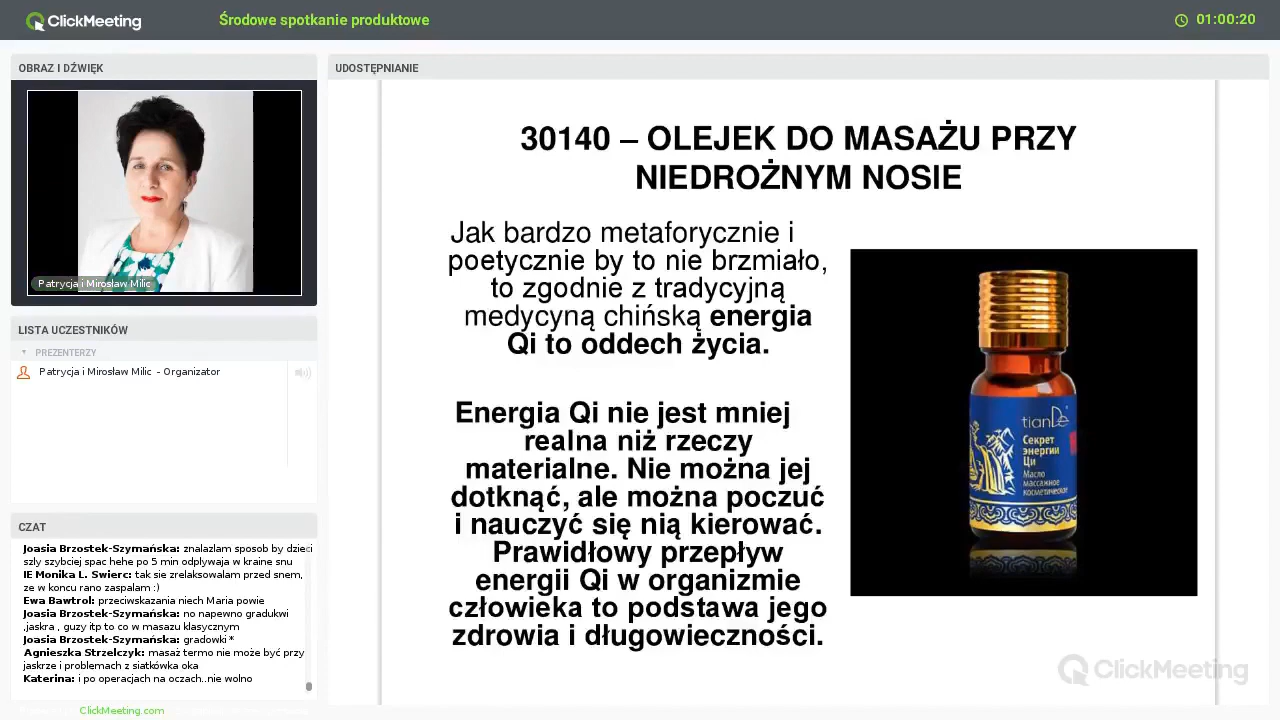 ClickMeeting
Środowe spotkanie produktowe
01:00:20
OBRAZ I DŹWIĘK
Patrycja i Mirosław Milic
LISTA UCZESTNIKÓW
PREZENTERZY
Patrycja i Mirosław Milic - Organizator
CZAT
Joasia Brzostek-Szymańska: znalazlam sposob by dzieci
szly szybciej spac hehe po 5 min odplywaja w kraine snu
IE Monika L. Swierc: tak sie zrelaksowalam przed snem,
ze w koncu rano zaspalam :)
Ewa Bawtrol: przeciwskazania niech Maria powie
Joasia Brzostek-Szymańska: no napewno gradukwi
,jaskra , guzy itp to co w masazu klasycznym
Joasia Brzostek-Szymańska: gradowki *
Agnieszka Strzelczyk: masaż termo nie może być przy
jaskrze i problemach z siatkówka oka
Katerina: i po operacjach na oczach..nie wolno
ClickMeeting.com
UDOSTĘPNIANIE
30140 – OLEJEK DO MASAŻU PRZY
NIEDROŻNYM NOSIE
Jak bardzo metaforycznie i
poetycznie by to nie brzmiało,
to zgodnie z tradycyjną
medycyną chińską energia
Qi to oddech życia.
Energia Qi nie jest mniej
realna niż rzeczy
materialne. Nie można jej
dotknąć, ale można poczuć
i nauczyć się nią kierować.
Prawidłowy przepływ
energii Qi w organizmie
człowieka to podstawa jego
zdrowia i długowieczności.
tianDe
Секрет
энергии
Ци
Масло
массажное
косметическое
ClickMeeting